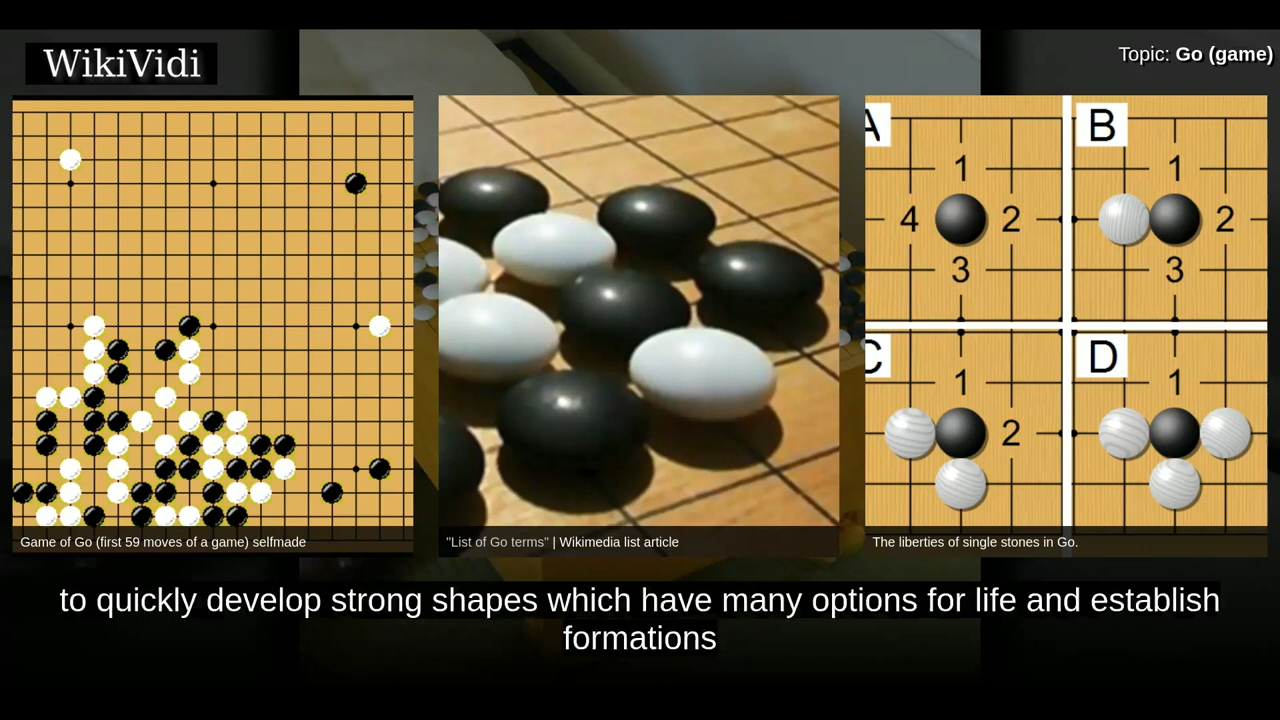 WikiVidi
Topic: Go (game)
A
1
4 2
3
B
1
2
3
C
1
2
D
1
Game of Go (first 59 moves of a game) selfmade
"List of Go terms" | Wikimedia list article
The liberties of single stones in Go.
to quickly develop strong shapes which have many options for life and establish
formations